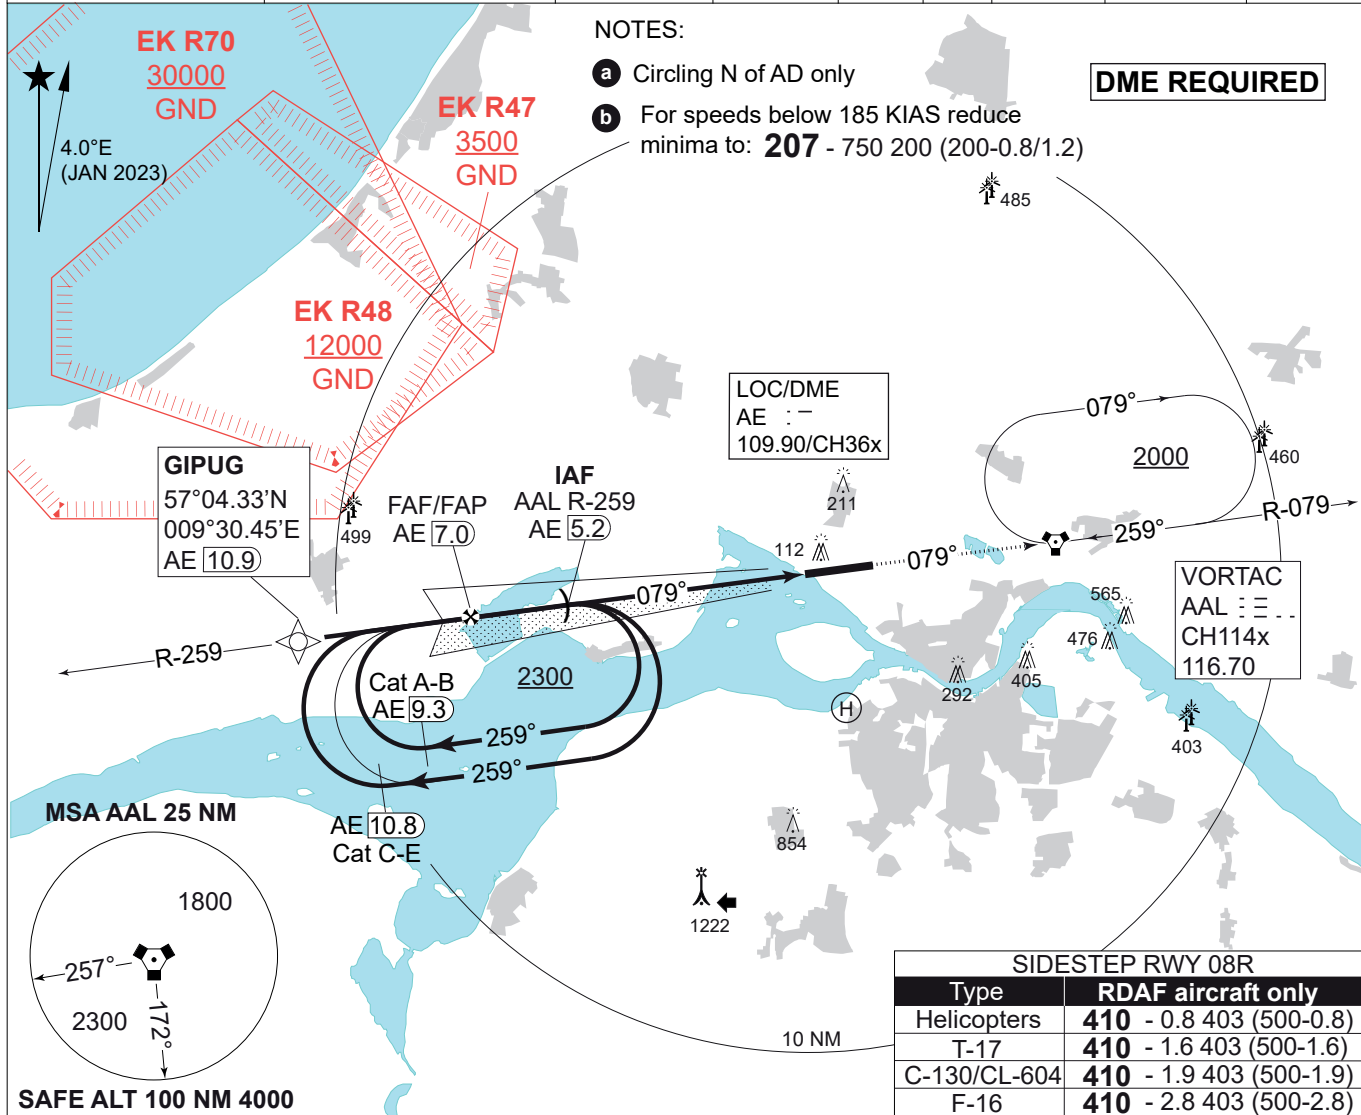 NOTES:
a Circling N of AD only
b For speeds below 185 KIAS reduce
minima to: 207 - 750 200 (200-0.8/1.2)
DME REQUIRED
EK R70
30000
GND
4.0°E
(JAN 2023)
EK R47
3500
GND
485
EK R48
12000
GND
LOC/DME
AE
109.90/CH36x
079°
2000
460
GIPUG
57°04.33'N
009°30.45'E
AE 10.9
499
FAF/FAP
AE 7.0
IAF
AAL R-259
AE 5.2
211
112
R-079
259°
079°
079°
VORTAC
AAL
CH114x
116.70
565
476
R-259
2300
Cat A-B
AE 9.3
259°
259°
H
292
405
403
MSA AAL 25 NM
AE 10.8
Cat C-E
854
1800
1222
257°
2300
172°
10 NM
SAFE ALT 100 NM 4000
SIDESTEP RWY 08R
Type RDAF aircraft only
Helicopters 410 - 0.8 403 (500-0.8)
T-17 410 - 1.6 403 (500-1.6)
C-130/CL-604 410 - 1.9 403 (500-1.9)
F-16 410 - 2.8 403 (500-2.8)